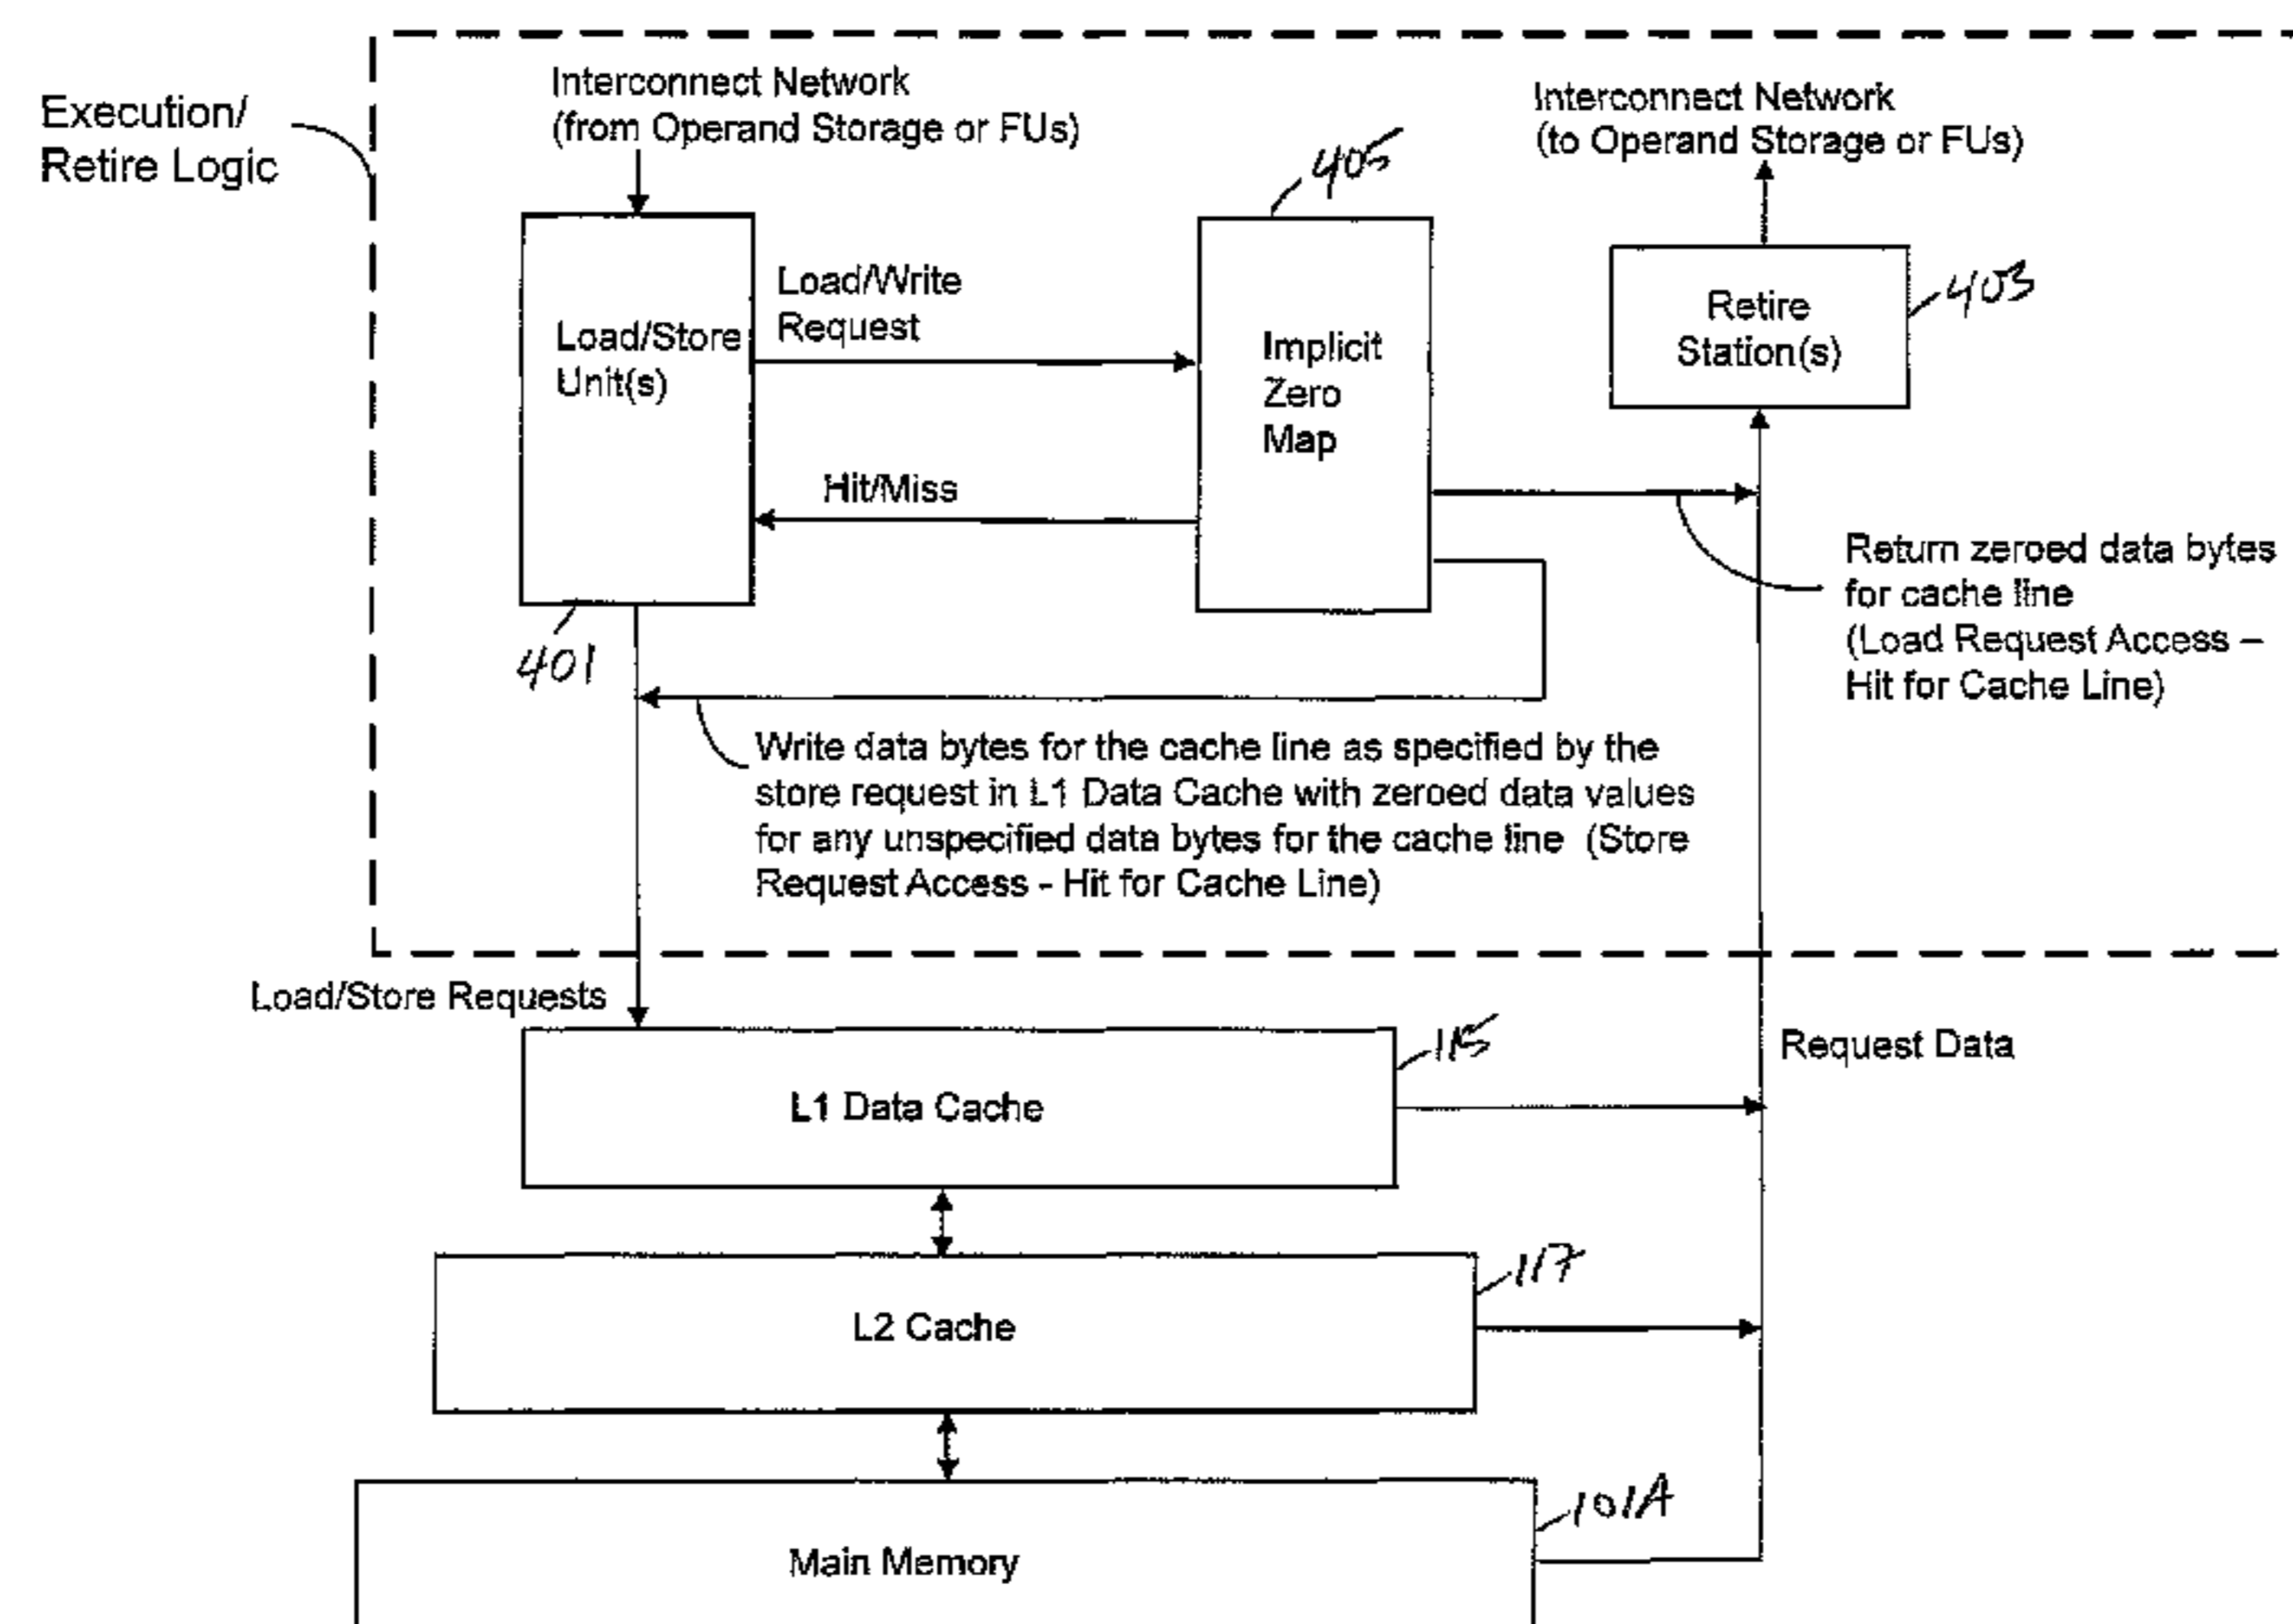 Execution/
Retire Logic
Interconnect Network
(from Operand Storage or FUs)
Interconnect Network
(to Operand Storage or FUs)
405
Load/Store
Unit(s)
Load/Write
Request
Hit/Miss
Implicit
Zero
Map
Retire
Station(s)
403
401
Return zeroed data bytes
for cache line
(Load Request Access –
Hit for Cache Line)
Write data bytes for the cache line as specified by the
store request in L1 Data Cache with zeroed data values
for any unspecified data bytes for the cache line (Store
Request Access - Hit for Cache Line)
Load/Store Requests
Request Data
L1 Data Cache
115
L2 Cache
117
Main Memory
101A